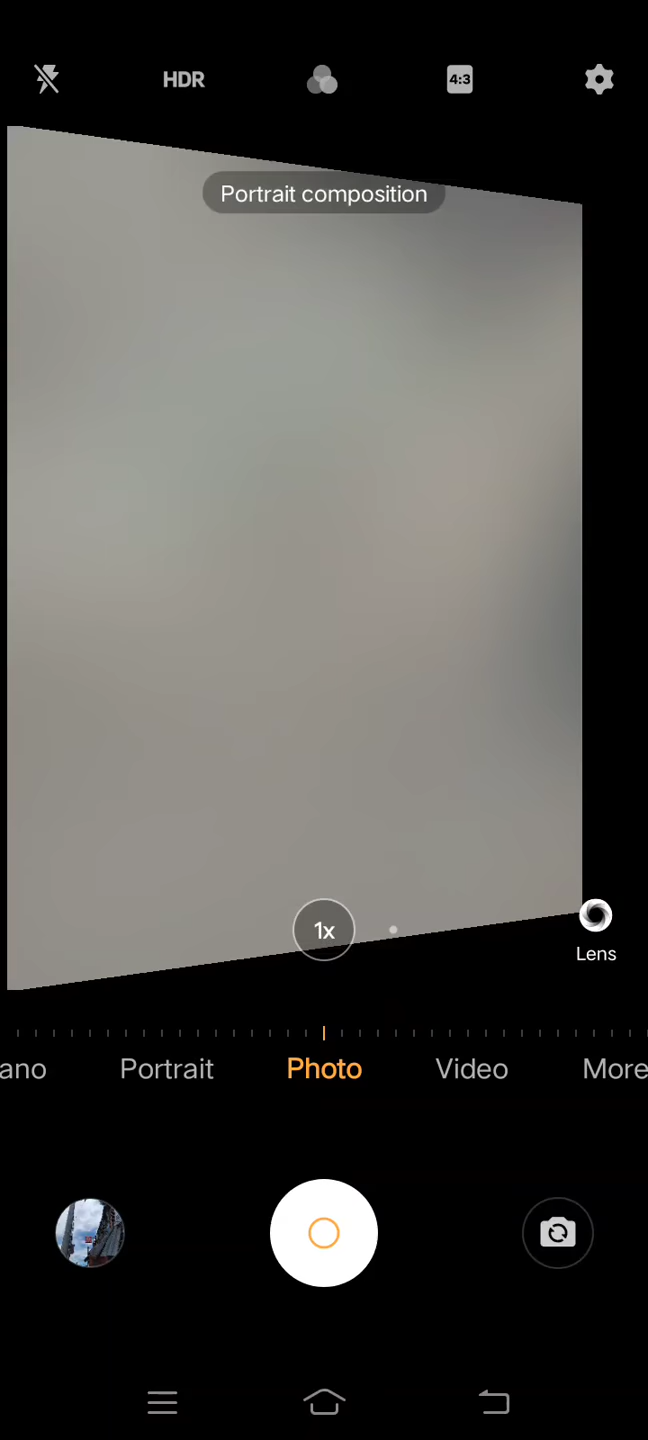 HDR
4:3
Portrait composition
1x
Lens
ano Portrait Photo Video More